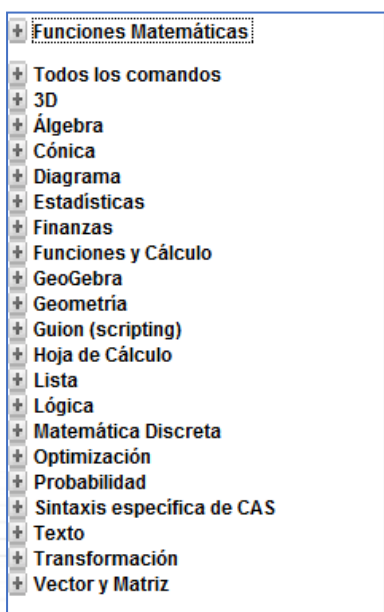 Funciones Matemáticas
Todos los comandos
3D
Álgebra
Cónica
Diagrama
Estadísticas
Finanzas
Funciones y Cálculo
GeoGebra
Geometría
Guion (scripting)
Hoja de Cálculo
Lista
Lógica
Matemática Discreta
Optimización
Probabilidad
Sintaxis específica de CAS
Texto
Transformación
Vector y Matriz